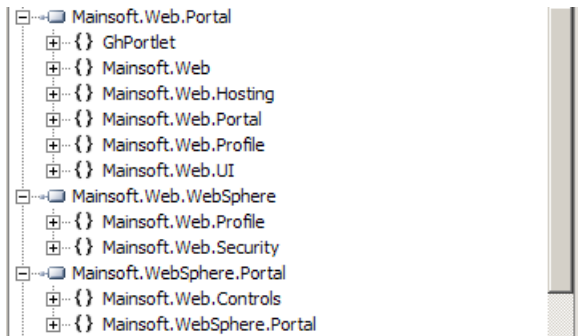 Mainsoft.Web.Portal
{} GhPortlet
{} Mainsoft.Web
{} Mainsoft.Web.Hosting
{} Mainsoft.Web.Portal
{} Mainsoft.Web.Profile
{} Mainsoft.Web.UI
Mainsoft.Web.WebSphere
{} Mainsoft.Web.Profile
{} Mainsoft.Web.Security
Mainsoft.WebSphere.Portal
{} Mainsoft.Web.Controls
{} Mainsoft.WebSphere.Portal